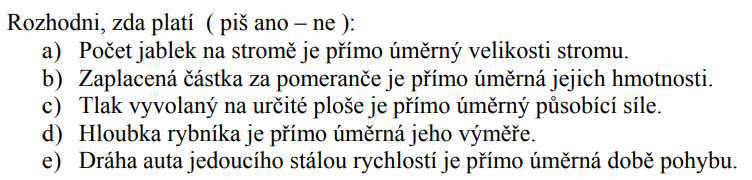 Rozhodni, zda platí ( piš ano – ne ):
a) Počet jablek na stromě je přímo úměrný velikosti stromu.
b) Zaplacená částka za pomeranče je přímo úměrná jejich hmotnosti.
c) Tlak vyvolaný na určité ploše je přímo úměrný působící síle.
d) Hloubka rybníka je přímo úměrná jeho výměře.
e) Dráha auta jedoucího stálou rychlostí je přímo úměrná době pohybu.